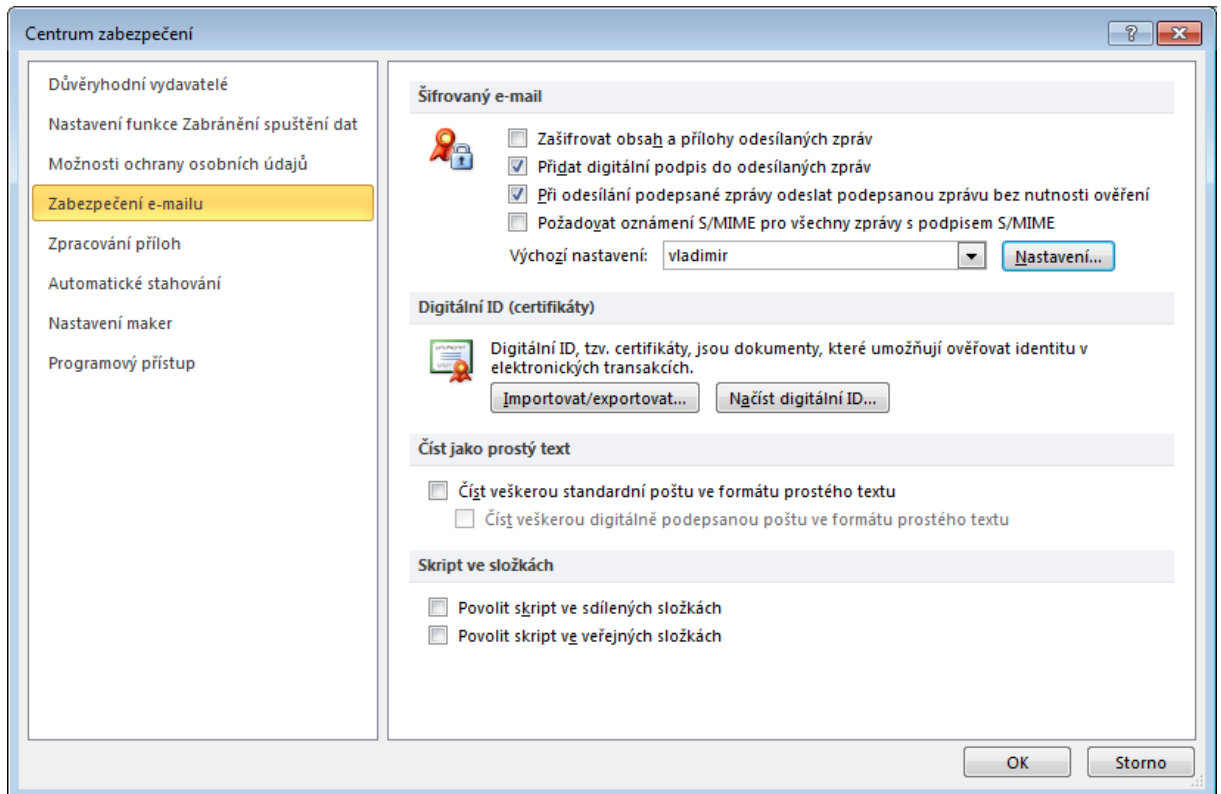 Centrum zabezpečení
Důvěryhodní vydavatelé
Nastavení funkce Zabránění spuštění dat
Možnosti ochrany osobních údajů
Zabezpečení e-mailu
Zpracování příloh
Automatické stahování
Nastavení maker
Programový přístup
Šifrovaný e-mail
Zašifrovat obsah a přílohy odesílaných zpráv
Přidat digitální podpis do odesílaných zpráv
Při odesílání podepsané zprávy odeslat podepsanou zprávu bez nutnosti ověření
Požadovat oznámení S/MIME pro všechny zprávy s podpisem S/MIME
Výchozí nastavení: vladimir Nastavení...
Digitální ID (certifikáty)
Digitální ID, tzv. certifikáty, jsou dokumenty, které umožňují ověřovat identitu v
elektronických transakcích.
Importovat/exportovat... Načíst digitální ID...
Číst jako prostý text
Číst veškerou standardní poštu ve formátu prostého textu
Číst veškerou digitálně podepsanou poštu ve formátu prostého textu
Skript ve složkách
Povolit skript ve sdílených složkách
Povolit skript ve veřejných složkách
OK Storno